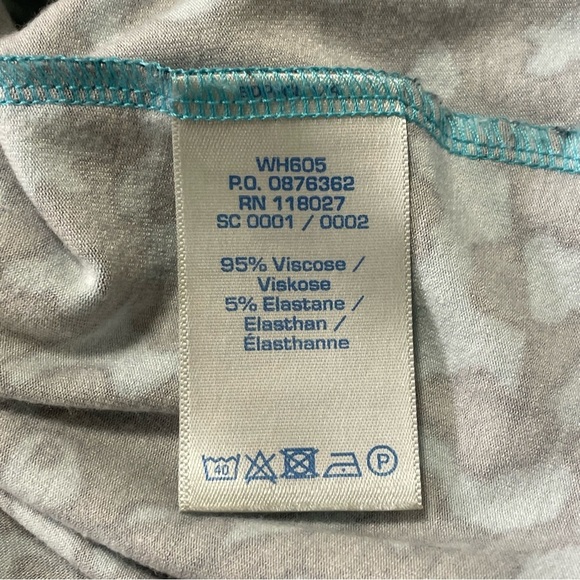 WH605
P.O. 0876362
RN 118027
SC 0001 / 0002
95% Viscose /
Viskose
5% Elastane /
Elasthan /
Élasthanne
40
P